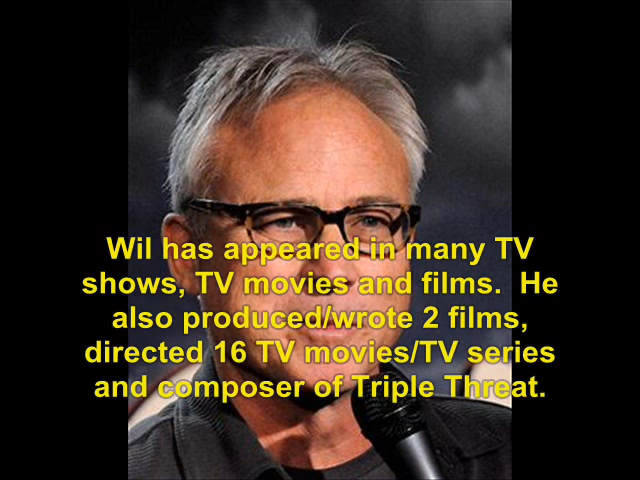 Wil has appeared in many TV
shows, TV movies and films.  He
also produced/wrote 2 films,
directed 16 TV movies/TV series
and composer of Triple Threat.